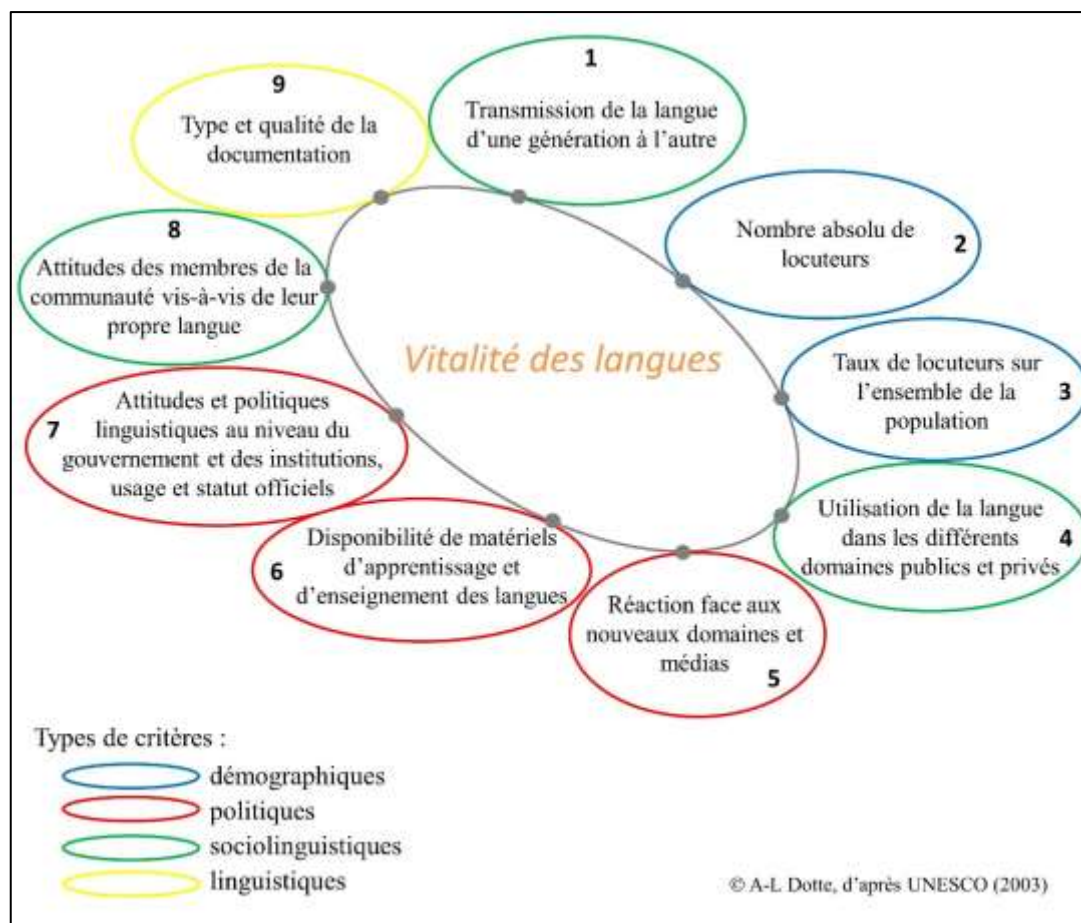 1
Transmission de la langue
d'une génération à l'autre
Nombre absolu de
locuteurs
2
Taux de locuteurs sur
l'ensemble de la
population
3
Utilisation de la langue
dans les différents
domaines publics et privés
4
Réaction face aux
nouveaux domaines et
médias
5
6
Disponibilité de matériels
d'apprentissage et
d'enseignement des langues
7
Attitudes et politiques
linguistiques au niveau du
gouvernement et des institutions,
usage et statut officiels
8
Attitudes des membres de la
communauté vis-à-vis de leur
propre langue
9
Type et qualité de la
documentation
Vitalité des langues
Types de critères :
démographiques
politiques
sociolinguistiques
linguistiques
© A-L Dotte, d'après UNESCO (2003)